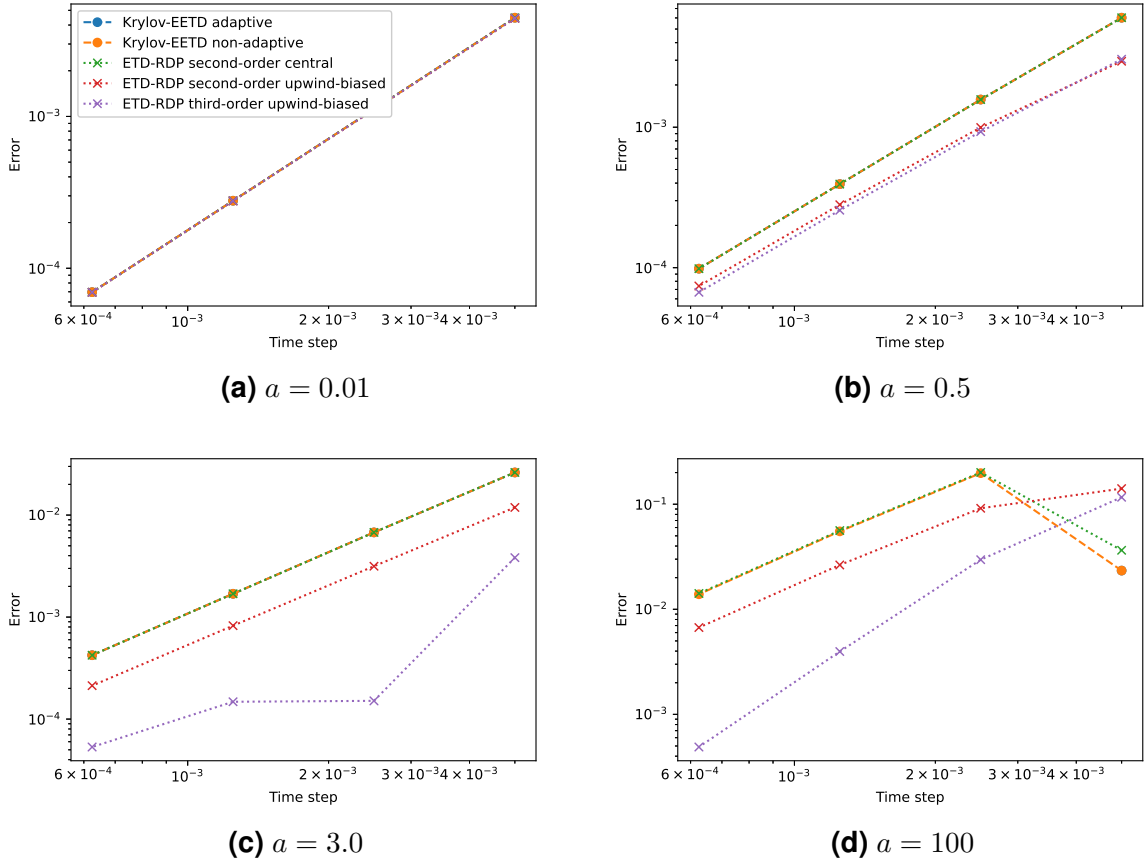 Krylov-EETD adaptive
Krylov-EETD non-adaptive
ETD-RDP second-order central
ETD-RDP second-order upwind-biased
ETD-RDP third-order upwind-biased
Error
10⁻³
10⁻⁴
6 × 10⁻⁴
10⁻³
2 × 10⁻³
3 × 10⁻³
4 × 10⁻³
Time step
(a) a = 0.01
Error
10⁻³
10⁻⁴
6 × 10⁻⁴
10⁻³
2 × 10⁻³
3 × 10⁻³
4 × 10⁻³
Time step
(b) a = 0.5
Error
10⁻²
10⁻³
10⁻⁴
6 × 10⁻⁴
10⁻³
2 × 10⁻³
3 × 10⁻³
4 × 10⁻³
Time step
(c) a = 3.0
Error
10⁻¹
10⁻²
10⁻³
6 × 10⁻⁴
10⁻³
2 × 10⁻³
3 × 10⁻³
4 × 10⁻³
Time step
(d) a = 100